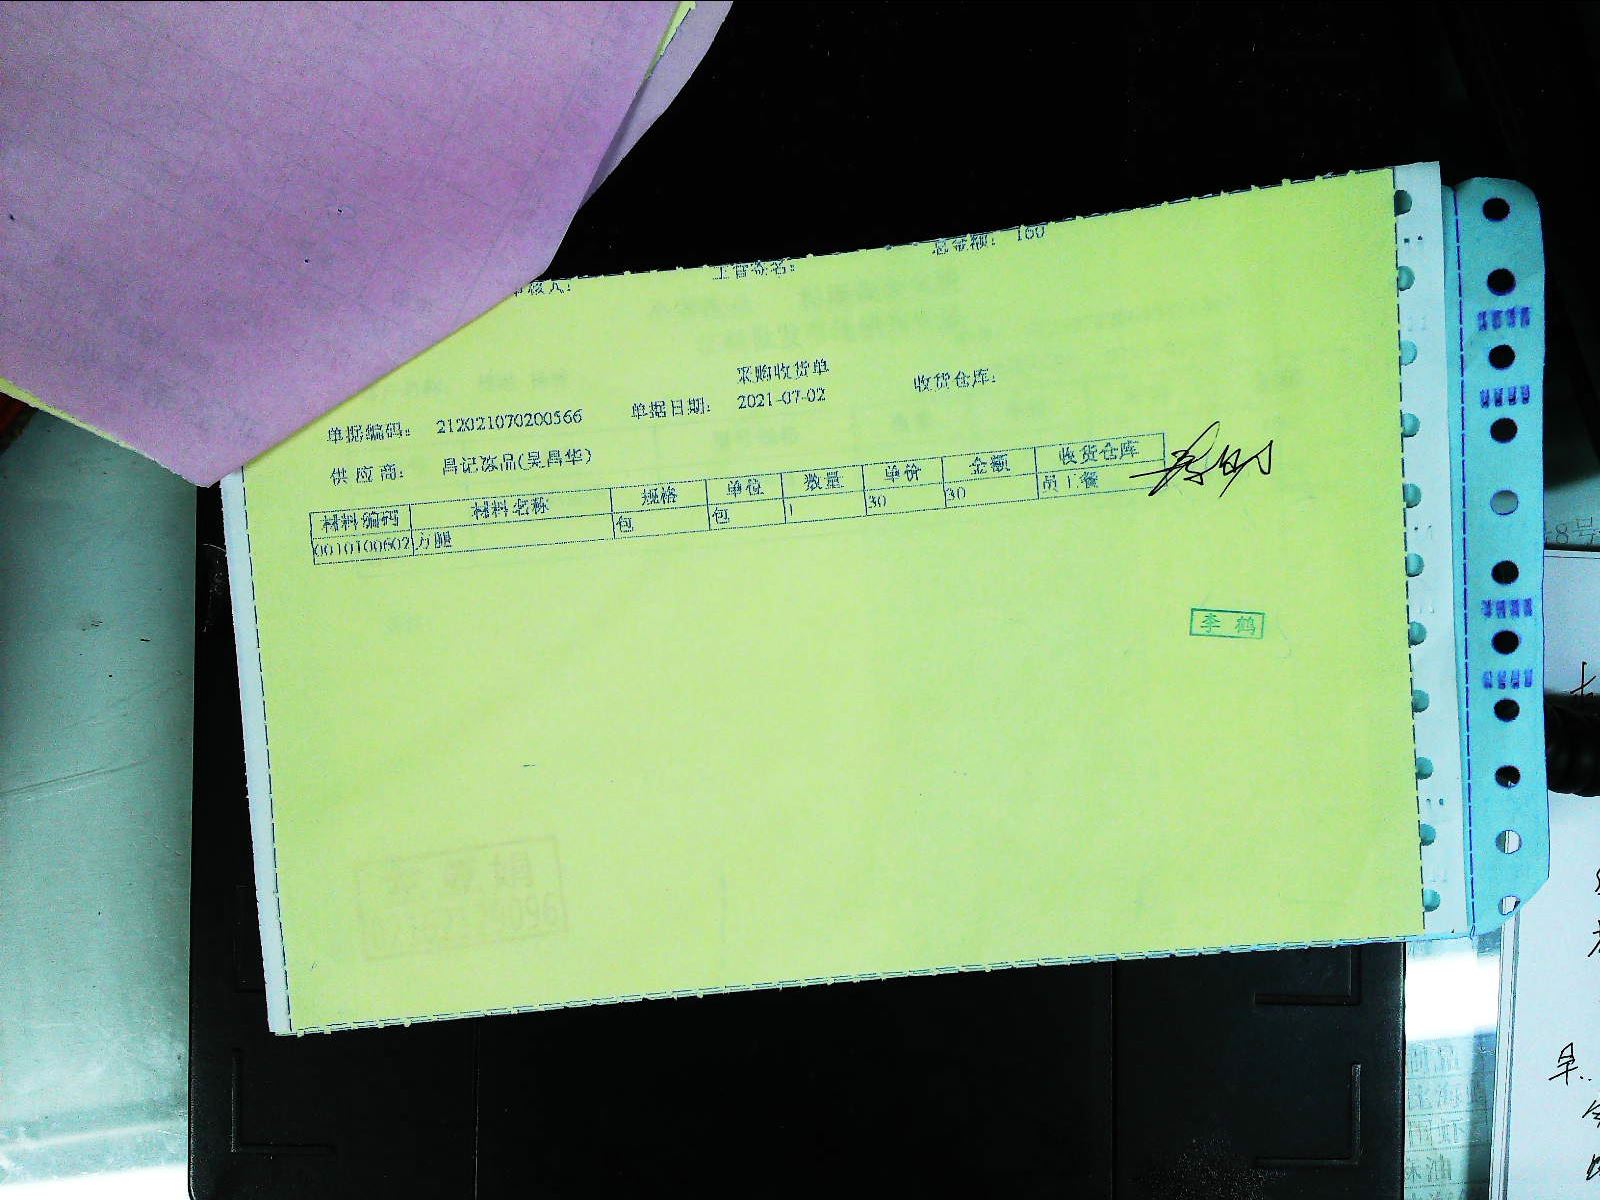 总金额： 160
主管签名：
审核人：
采购收货单
单据编码： 212021070200566 单据日期： 2021-07-02 收货仓库：
供 应 商： 昌记冻品(吴昌华)
材料编码 材料名称 规格 单位 数量 单价 金额 收货仓库
0010100602 方腿 包 包 1 30 30 员工餐
李 鹤